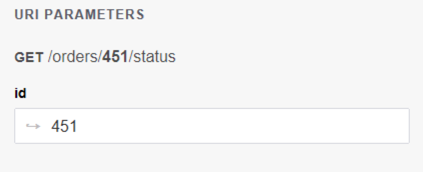 URI PARAMETERS
GET /orders/451/status
id
451